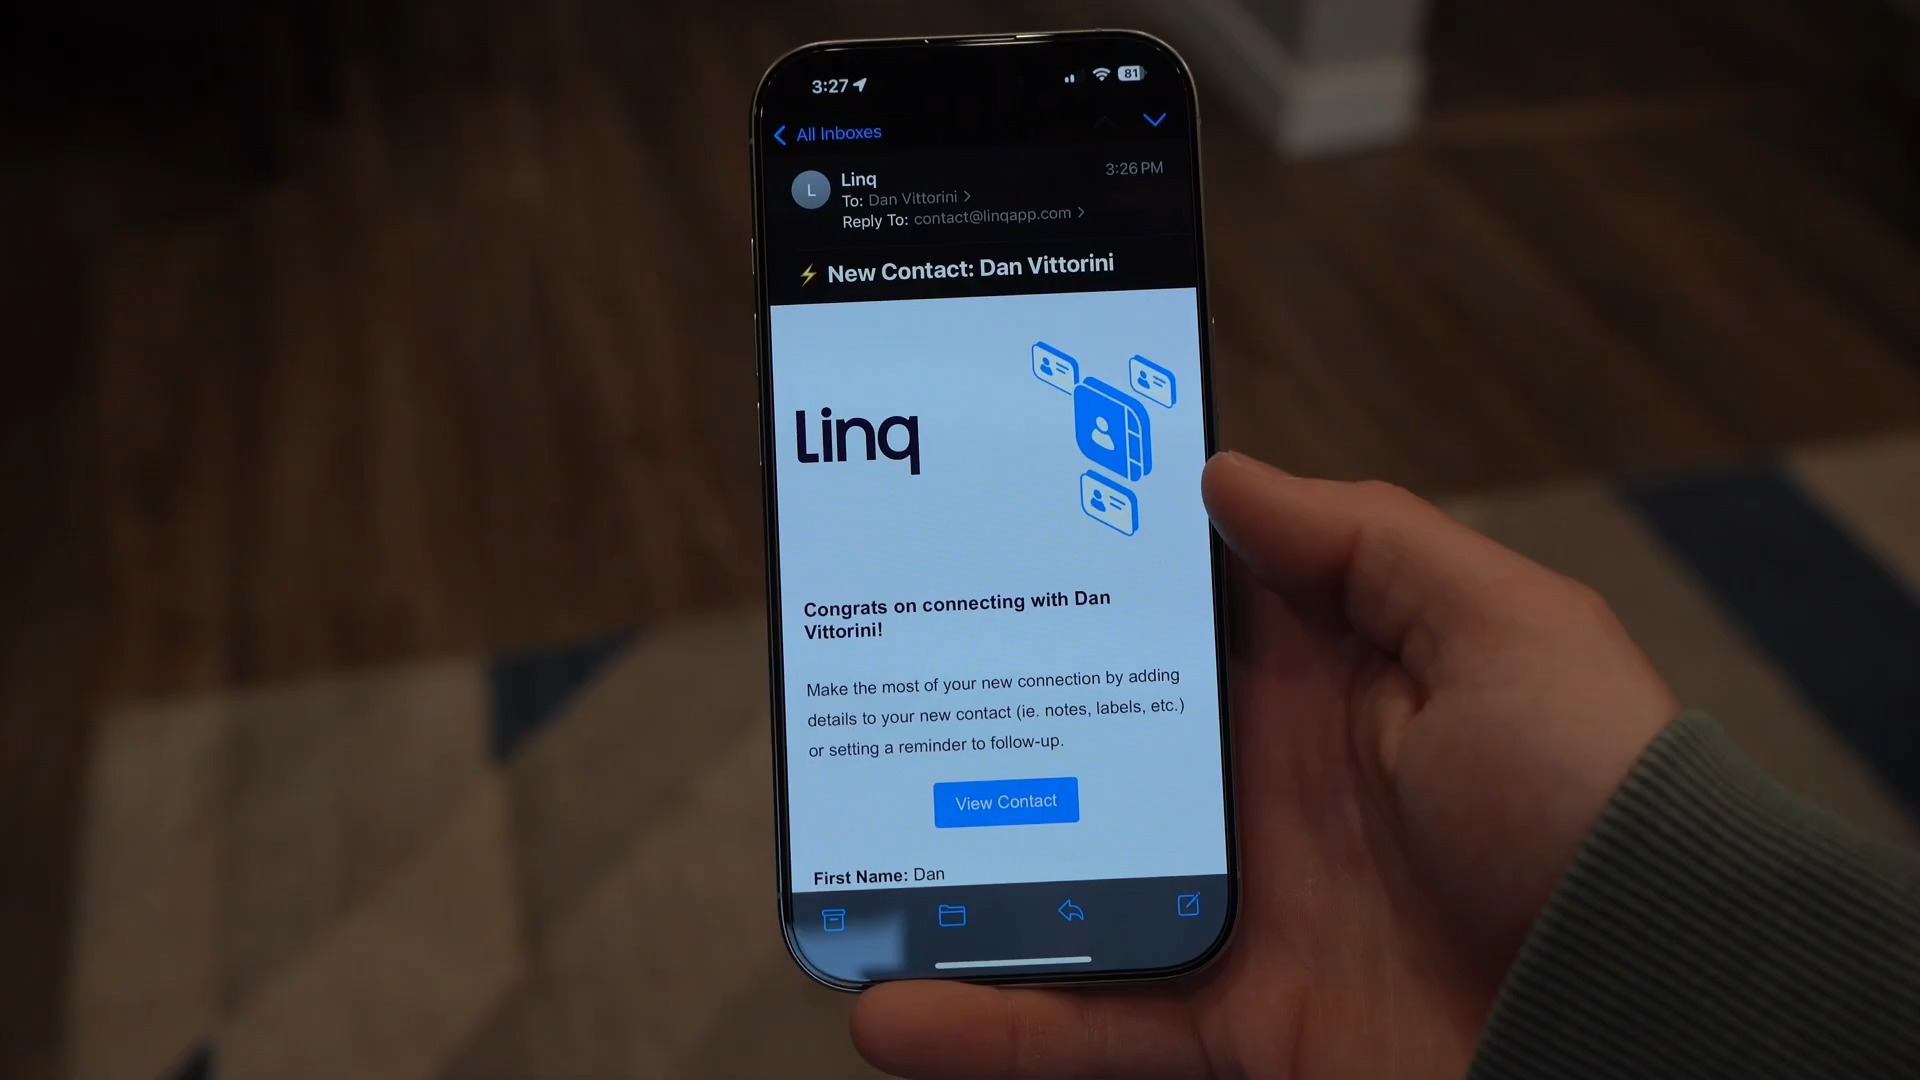 3:27
81
All Inboxes
L
Linq
3:26 PM
To: Dan Vittorini
Reply To: contact@linqapp.com
⚡ New Contact: Dan Vittorini
Linq
Congrats on connecting with Dan
Vittorini!
Make the most of your new connection by adding
details to your new contact (ie. notes, labels, etc.)
or setting a reminder to follow-up.
View Contact
First Name: Dan